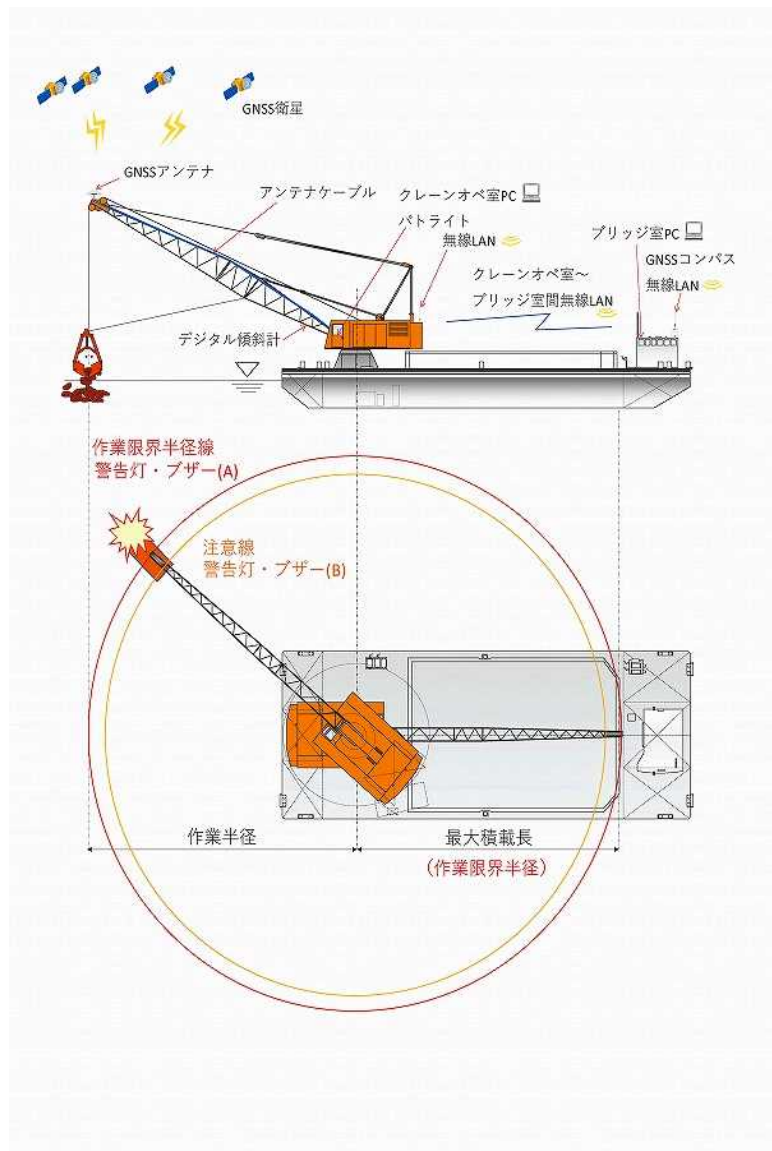 GNSS衛星
GNSSアンテナ
アンテナケーブル
クレーンオペ室PC
パトライト
無線LAN
ブリッジ室PC
GNSSコンパス
無線LAN
クレーンオペ室～
ブリッジ室間無線LAN
デジタル傾斜計
作業限界半径線
警告灯・ブザー(A)
注意線
警告灯・ブザー(B)
作業半径
最大積載長
（作業限界半径）